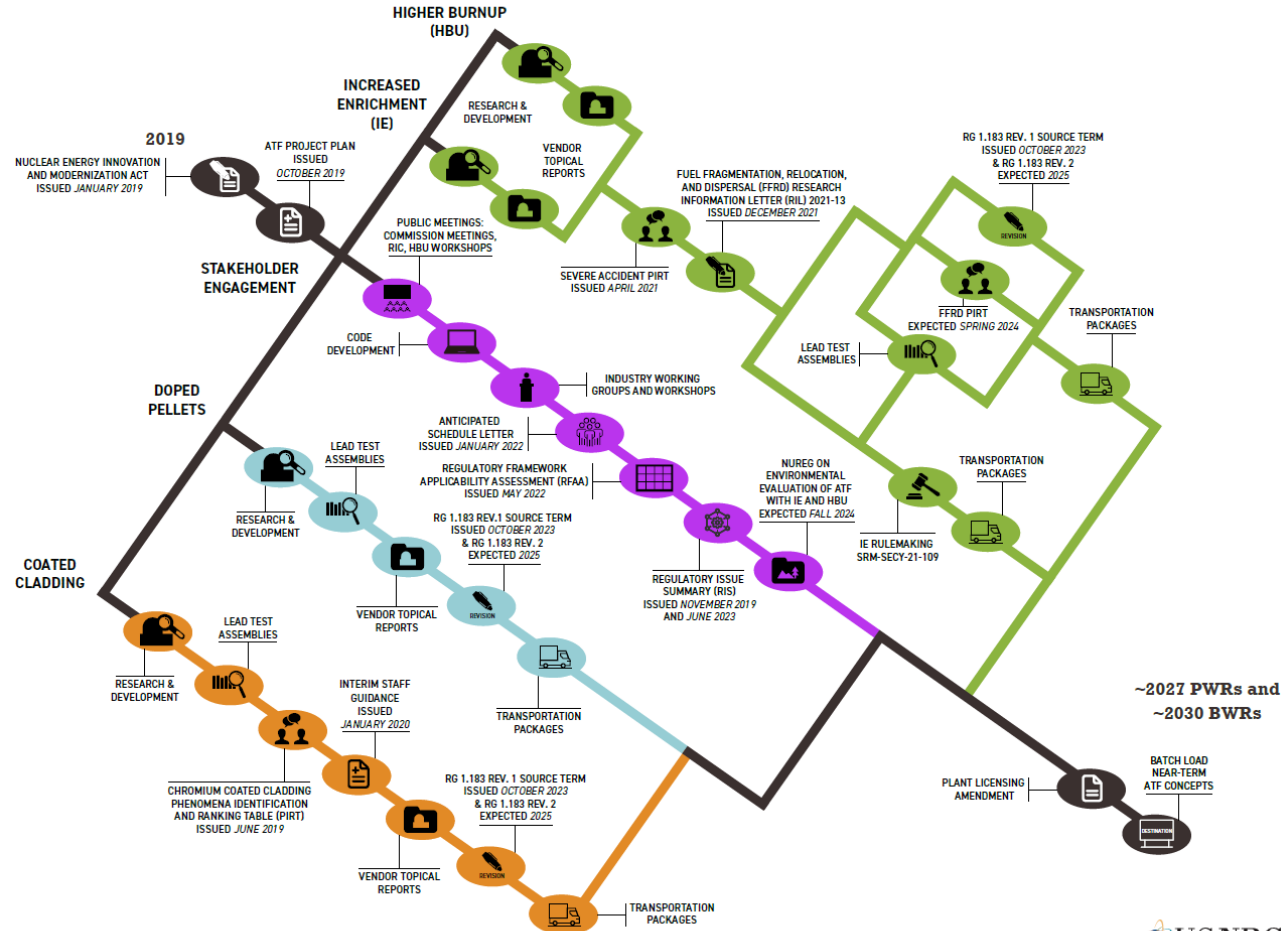 HIGHER BURNUP
(HBU)
INCREASED
ENRICHMENT
(IE)
RESEARCH &
DEVELOPMENT
VENDOR
TOPICAL
REPORTS
2019
NUCLEAR ENERGY INNOVATION
AND MODERNIZATION ACT
ISSUED JANUARY 2019
ATF PROJECT PLAN
ISSUED
OCTOBER 2019
STAKEHOLDER
ENGAGEMENT
PUBLIC MEETINGS:
COMMISSION MEETINGS,
RIC, HBU WORKSHOPS
SEVERE ACCIDENT PIRT
ISSUED APRIL 2021
FUEL FRAGMENTATION, RELOCATION,
AND DISPERSAL (FFRD) RESEARCH
INFORMATION LETTER (RIL) 2021-13
ISSUED DECEMBER 2021
RG 1.183 REV. 1 SOURCE TERM
ISSUED OCTOBER 2023
& RG 1.183 REV. 2
EXPECTED 2025
REVISION
FFRD PIRT
EXPECTED SPRING 2024
LEAD TEST
ASSEMBLIES
TRANSPORTATION
PACKAGES
CODE
DEVELOPMENT
INDUSTRY WORKING
GROUPS AND WORKSHOPS
ANTICIPATED
SCHEDULE LETTER
ISSUED JANUARY 2022
REGULATORY FRAMEWORK
APPLICABILITY ASSESSMENT (RFAA)
ISSUED MAY 2022
NUREG ON
ENVIRONMENTAL
EVALUATION OF ATF
WITH IE AND HBU
EXPECTED FALL 2024
TRANSPORTATION
PACKAGES
IE RULEMAKING
SRM-SECY-21-109
REGULATORY ISSUE
SUMMARY (RIS)
ISSUED NOVEMBER 2019
AND JUNE 2023
DOPED
PELLETS
LEAD TEST
ASSEMBLIES
RESEARCH &
DEVELOPMENT
RG 1.183 REV.1 SOURCE TERM
ISSUED OCTOBER 2023
& RG 1.183 REV. 2
EXPECTED 2025
VENDOR TOPICAL
REPORTS
REVISION
TRANSPORTATION
PACKAGES
COATED
CLADDING
LEAD TEST
ASSEMBLIES
RESEARCH &
DEVELOPMENT
INTERIM STAFF
GUIDANCE
ISSUED
JANUARY 2020
CHROMIUM COATED CLADDING
PHENOMENA IDENTIFICATION
AND RANKING TABLE (PIRT)
ISSUED JUNE 2019
RG 1.183 REV. 1 SOURCE TERM
ISSUED OCTOBER 2023
& RG 1.183 REV. 2
EXPECTED 2025
VENDOR TOPICAL
REPORTS
REVISION
TRANSPORTATION
PACKAGES
~2027 PWRs and
~2030 BWRs
PLANT LICENSING
AMENDMENT
BATCH LOAD
NEAR-TERM
ATF CONCEPTS
DESTINATION